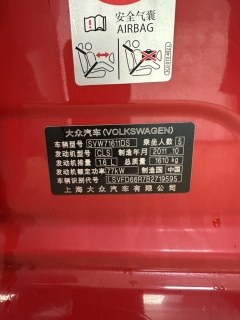 安全气囊
AIRBAG
大众汽车(VOLKSWAGEN)
车辆型号 SVW71611DS 乘坐人数 5
发动机型号 CLS 制造年月 2011.10
发动机排量 1.6 L 总质量 1610 kg
发动机额定功率 77kW 制造国 中国
车辆识别代号 LSVFD66R7B2719595
上海大众汽车有限公司